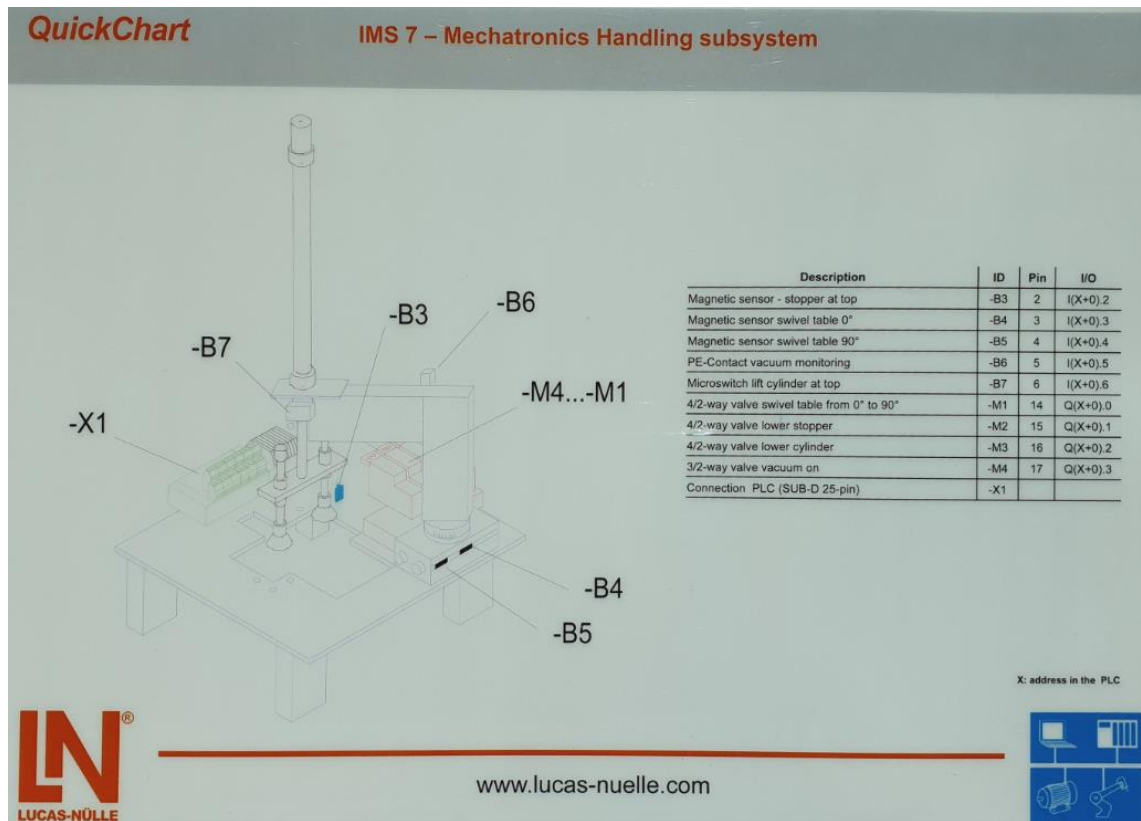 QuickChart
IMS 7 – Mechatronics Handling subsystem
-B3
-B6
-B7
-M4...-M1
-X1
-B4
-B5
Description ID Pin I/O
Magnetic sensor - stopper at top -B3 2 I(X+0).2
Magnetic sensor swivel table 0° -B4 3 I(X+0).3
Magnetic sensor swivel table 90° -B5 4 I(X+0).4
PE-Contact vacuum monitoring -B6 5 I(X+0).5
Microswitch lift cylinder at top -B7 6 I(X+0).6
4/2-way valve swivel table from 0° to 90° -M1 14 Q(X+0).0
4/2-way valve lower stopper -M2 15 Q(X+0).1
4/2-way valve lower cylinder -M3 16 Q(X+0).2
3/2-way valve vacuum on -M4 17 Q(X+0).3
Connection PLC (SUB-D 25-pin) -X1
X: address in the PLC
LN®
LUCAS-NÜLLE
www.lucas-nuelle.com